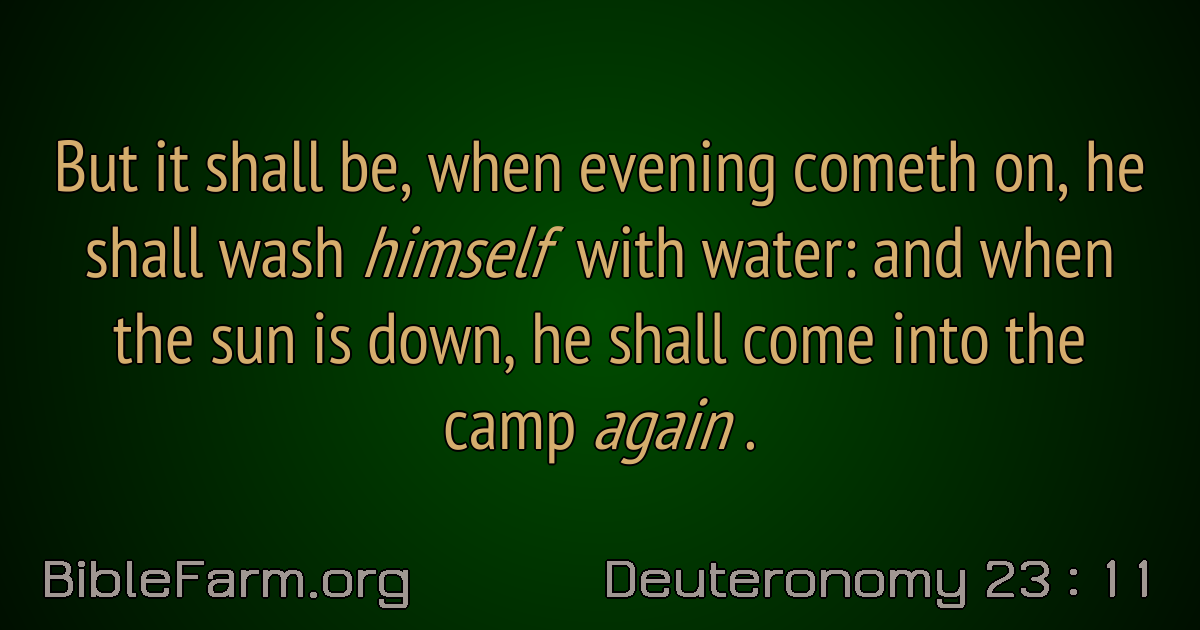 But it shall be, when evening cometh on, he
shall wash himself with water: and when
the sun is down, he shall come into the
camp again .
BibleFarm.org
Deuteronomy 23 : 11